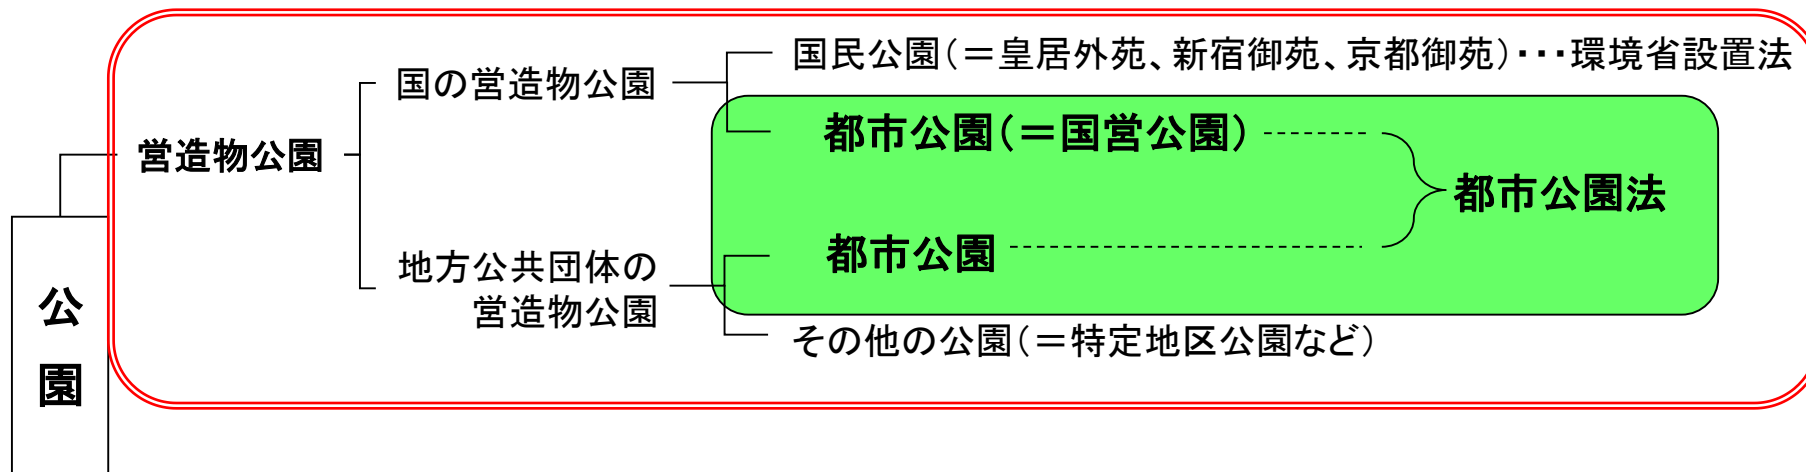 国民公園(＝皇居外苑、新宿御苑、京都御苑)・・・環境省設置法
国の営造物公園
都市公園(＝国営公園)
営造物公園
都市公園法
都市公園
地方公共団体の
営造物公園
その他の公園(＝特定地区公園など)
公
園